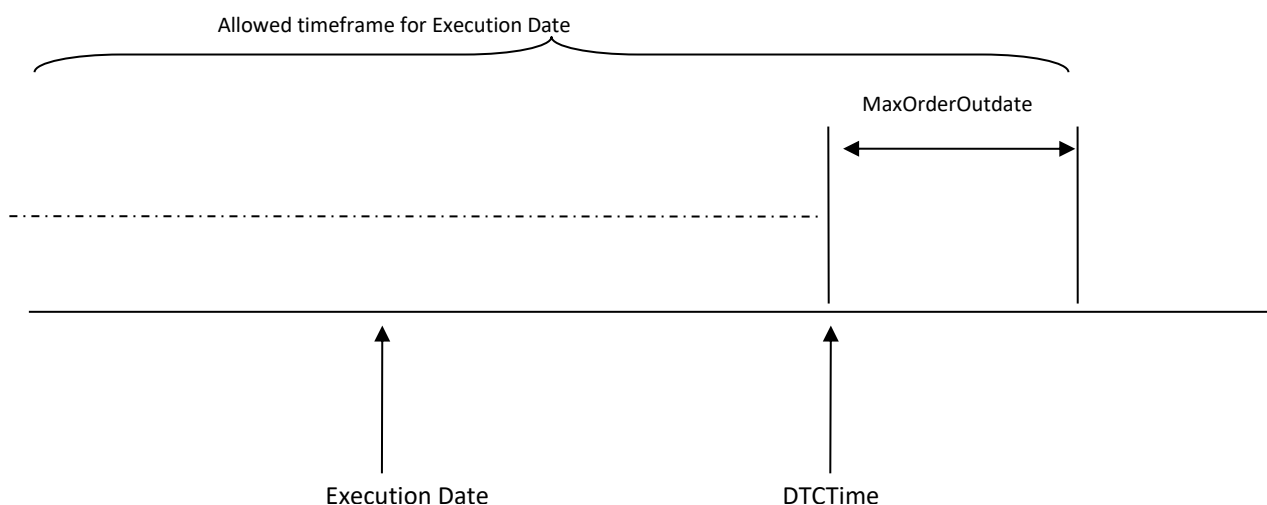 Allowed timeframe for Execution Date
MaxOrderOutdate
Execution Date
DTCTime